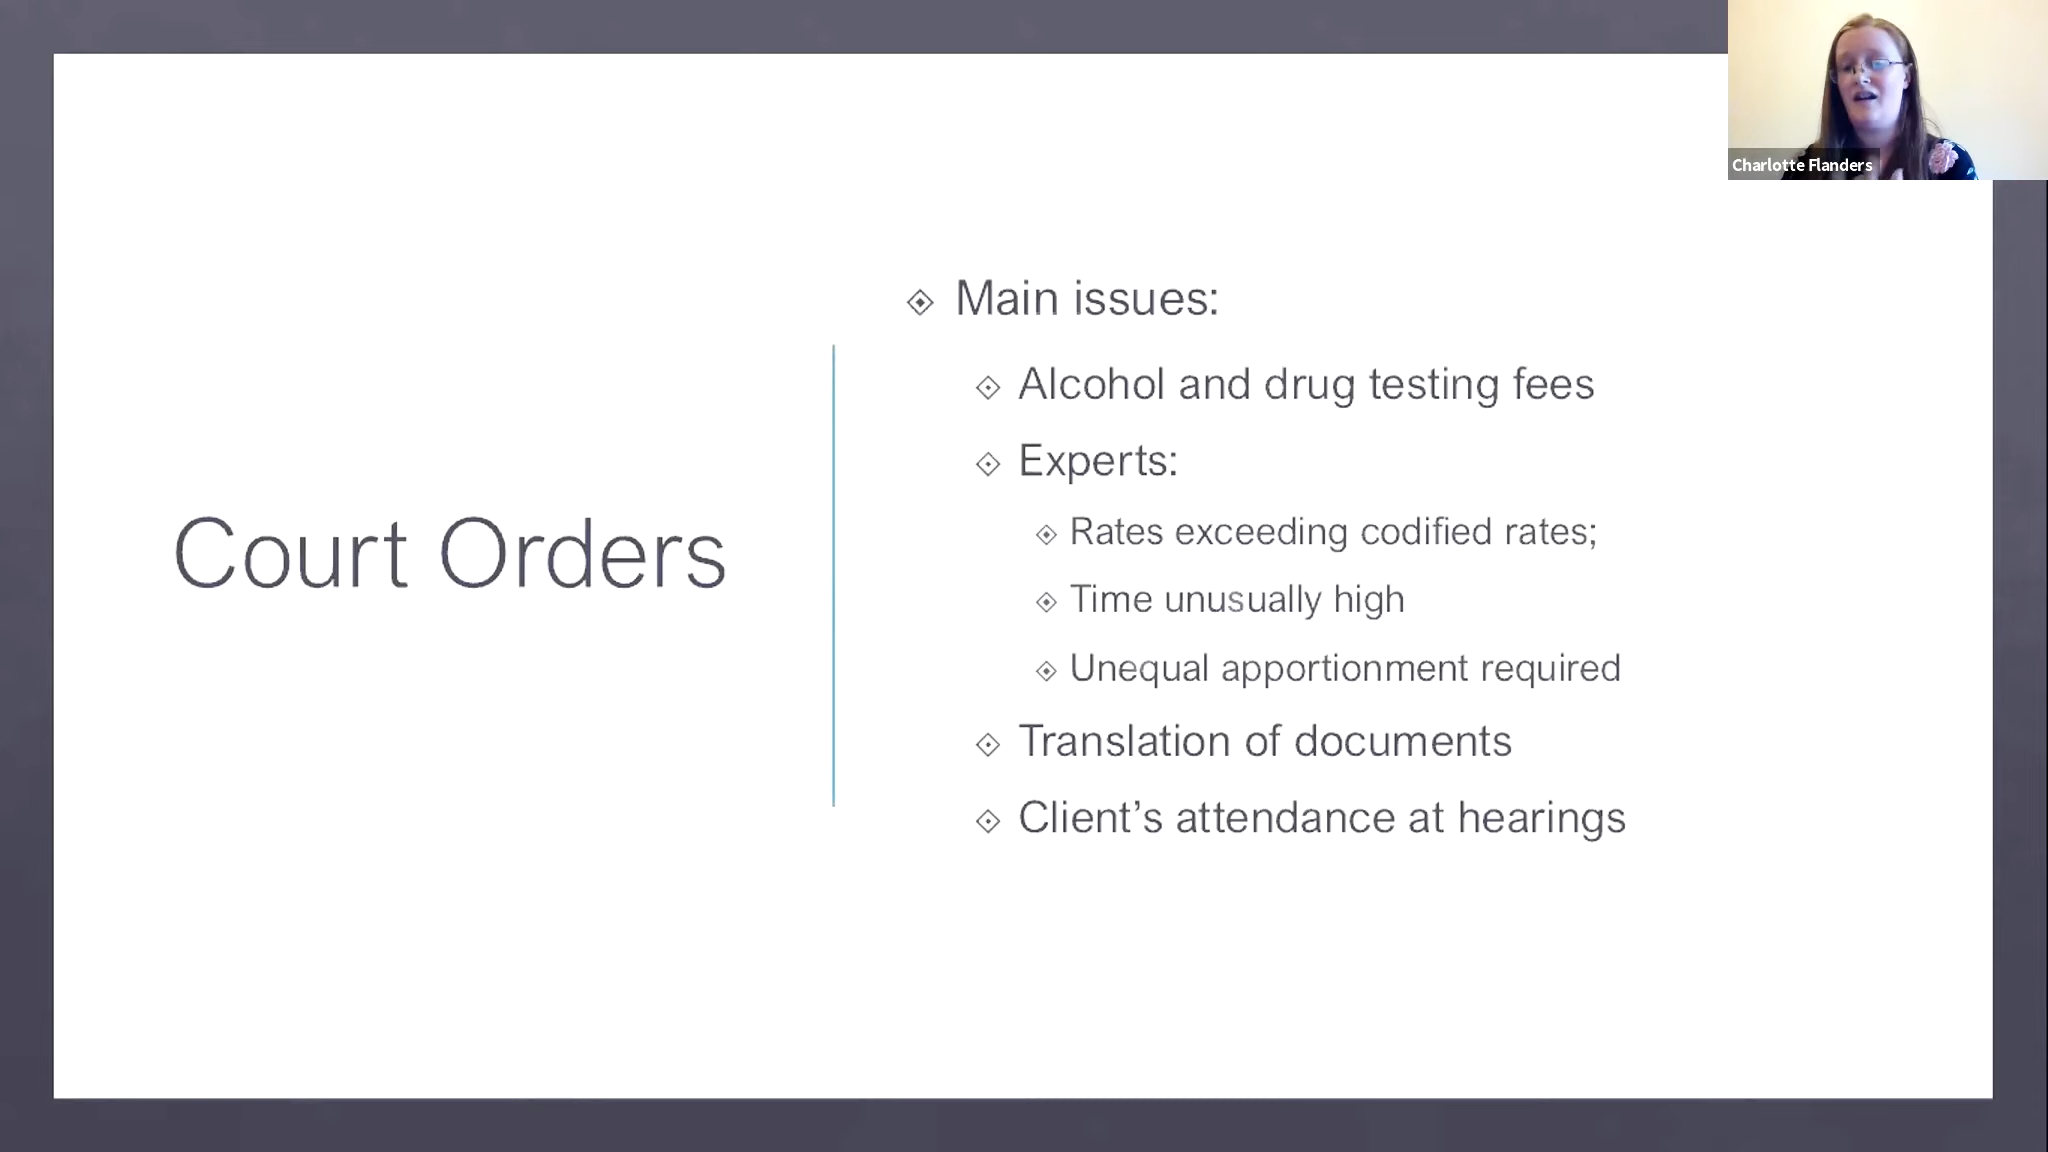 Charlotte Flanders
Court Orders
Main issues:
Alcohol and drug testing fees
Experts:
Rates exceeding codified rates;
Time unusually high
Unequal apportionment required
Translation of documents
Client’s attendance at hearings